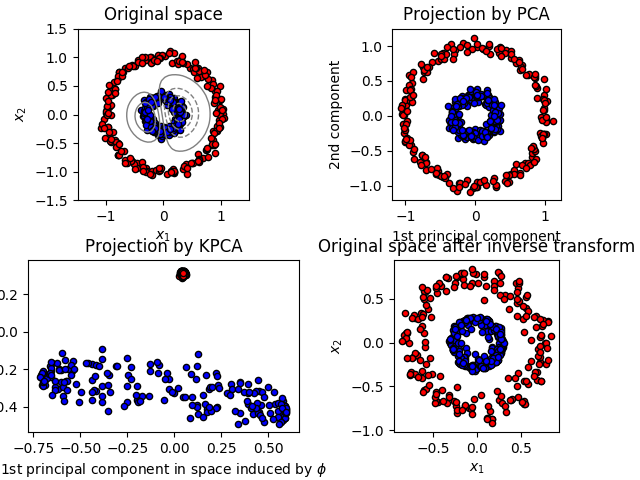 Original space
1.5
1.0
0.5
0.0
−0.5
−1.0
−1.5
x₂
−1 0 1
x₁
Projection by PCA
1.0
0.5
0.0
−0.5
−1.0
2nd component
−1 0 1
1st principal component
Projection by KPCA
0.2
0.0
0.2
0.4
−0.75 −0.50 −0.25 0.00 0.25 0.50
1st principal component in space induced by ϕ
Original space after inverse transform
0.5
0.0
−0.5
−1.0
x₂
−0.5 0.0 0.5
x₁